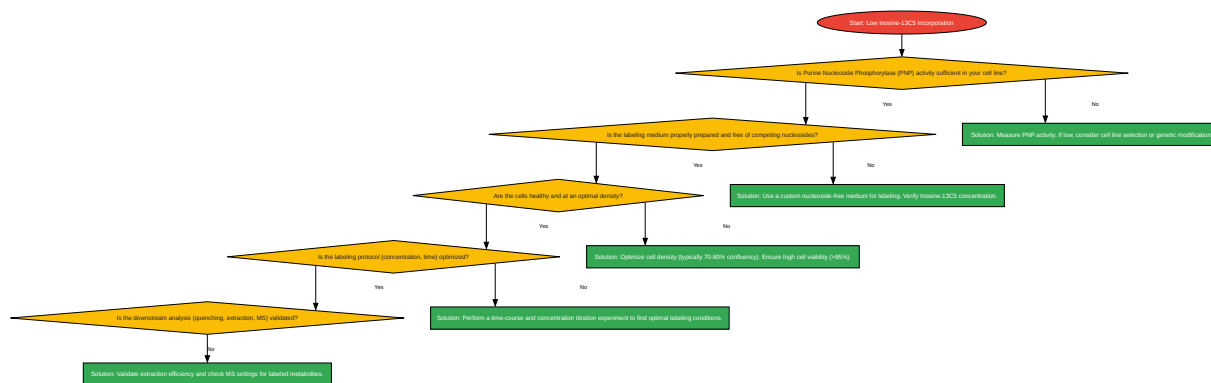 Start: Low Inosine-13C5 Incorporation
Is Purine Nucleoside Phosphorylase (PNP) activity sufficient in your cell line?
Yes
No
Is the labeling medium properly prepared and free of competing nucleosides?
Solution: Measure PNP activity. If low, consider cell line selection or genetic modification
Yes
No
Are the cells healthy and at an optimal density?
Solution: Use a custom nucleoside-free medium for labeling. Verify Inosine-13C5 concentration.
Yes
No
Is the labeling protocol (concentration, time) optimized?
Solution: Optimize cell density (typically 70-80% confluency). Ensure high cell viability (>95%).
Yes
No
Is the downstream analysis (quenching, extraction, MS) validated?
Solution: Perform a time-course and concentration titration experiment to find optimal labeling conditions.
No
Solution: Validate extraction efficiency and check MS settings for labeled metabolites.